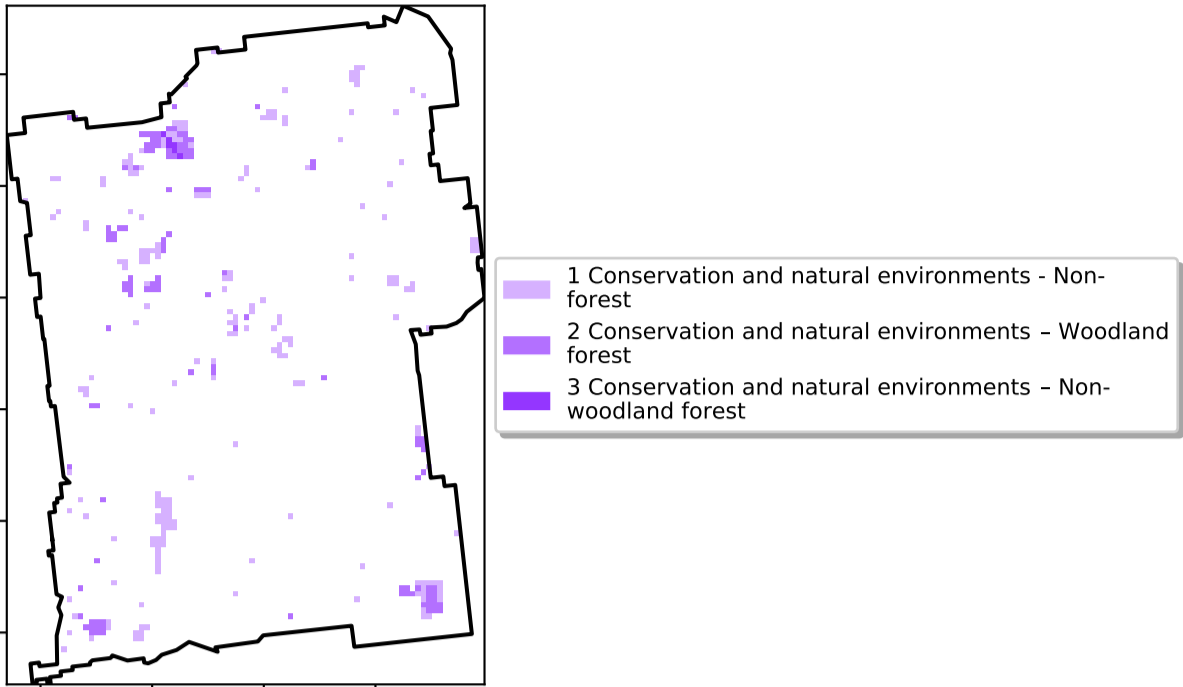 1 Conservation and natural environments - Non-
forest
2 Conservation and natural environments – Woodland
forest
3 Conservation and natural environments – Non-
woodland forest